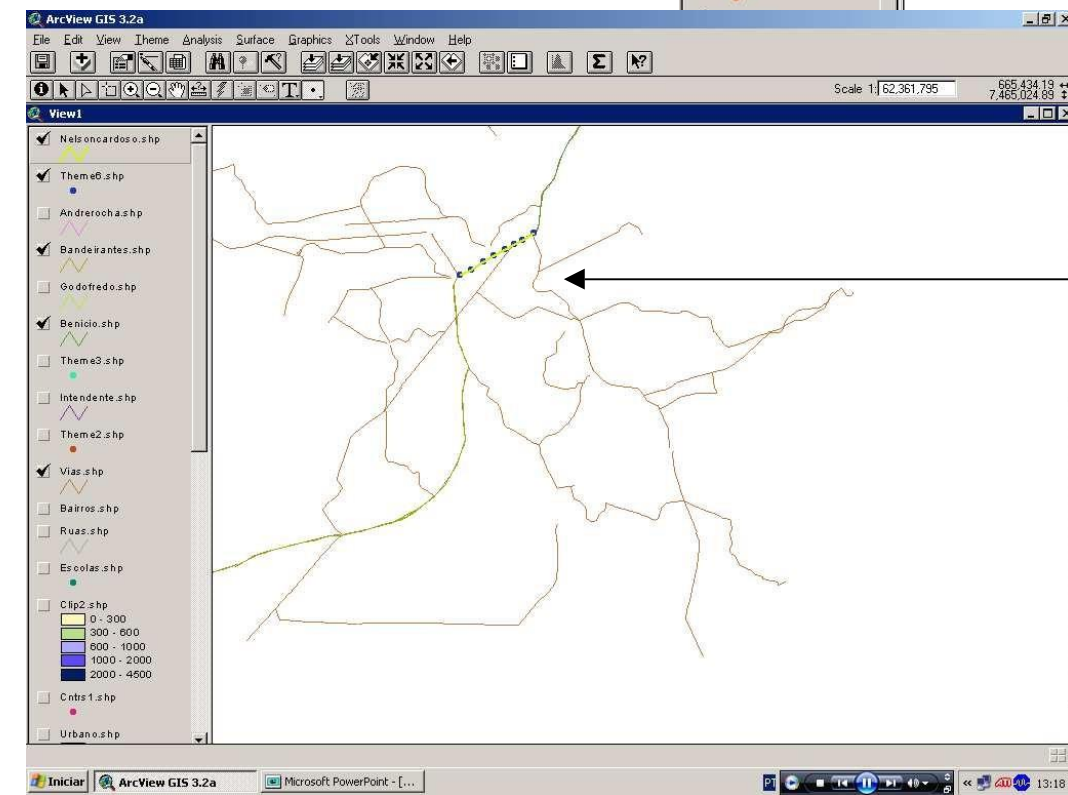 ArcView GIS 3.2a
File Edit View Theme Analysis Surface Graphics XTools Window Help
Scale 1: 62,361,795
665,434.19
7,465,024.89
View1
Nelsoncardoso.shp
Theme6.shp
Andrerocha.shp
Bandeirantes.shp
Godofredo.shp
Benicio.shp
Theme3.shp
Intendente.shp
Theme2.shp
Vias.shp
Bairros.shp
Ruas.shp
Escolas.shp
Clip2.shp
0 - 300
300 - 600
600 - 1000
1000 - 2000
2000 - 4500
Cntrs1.shp
Urbano.shp
Iniciar ArcView GIS 3.2a Microsoft PowerPoint - [... PT 13:18